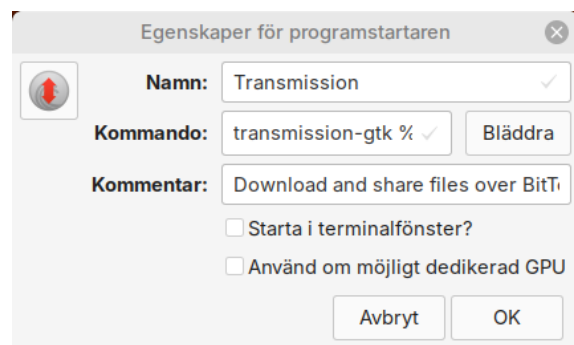 Egenskaper för programstartaren
Namn: Transmission
Kommando: transmission-gtk % Bläddra
Kommentar: Download and share files over BitT
Starta i terminalfönster?
Använd om möjligt dedikerad GPU
Avbryt OK